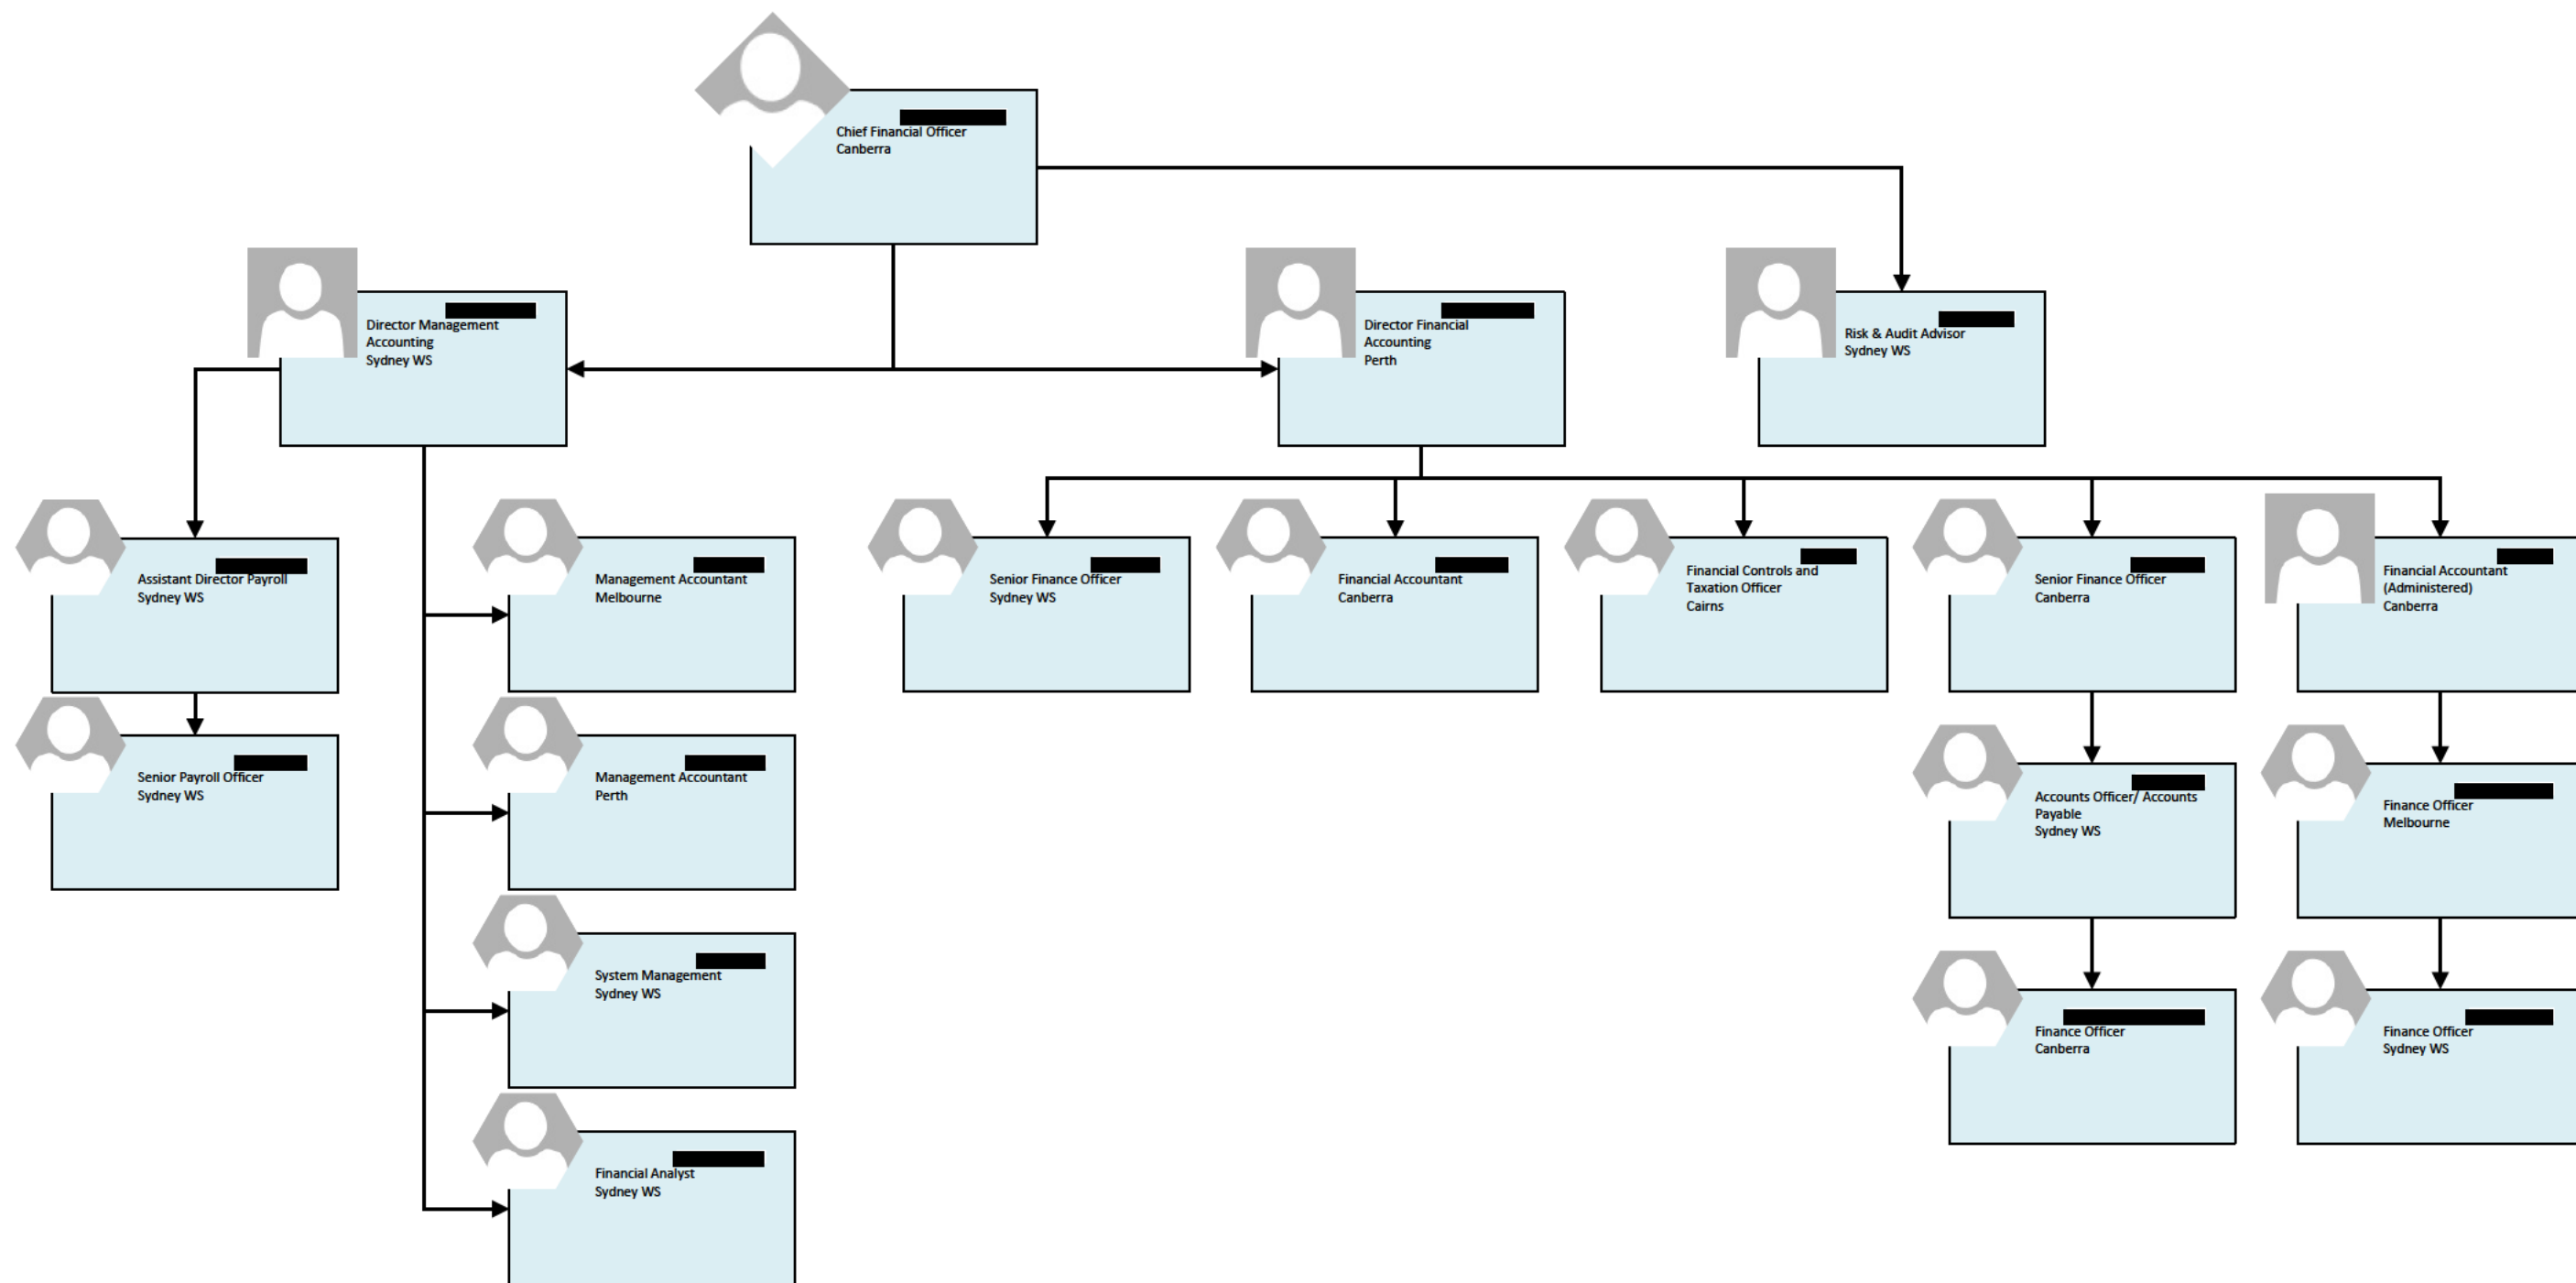 Chief Financial Officer
Canberra
Director Management
Accounting
Sydney WS
Director Financial
Accounting
Perth
Risk & Audit Advisor
Sydney WS
Assistant Director Payroll
Sydney WS
Management Accountant
Melbourne
Senior Finance Officer
Sydney WS
Financial Accountant
Canberra
Financial Controls and
Taxation Officer
Cairns
Senior Finance Officer
Canberra
Financial Accountant
(Administered)
Canberra
Senior Payroll Officer
Sydney WS
Management Accountant
Perth
Accounts Officer/ Accounts
Payable
Sydney WS
Finance Officer
Melbourne
System Management
Sydney WS
Finance Officer
Canberra
Finance Officer
Sydney WS
Financial Analyst
Sydney WS